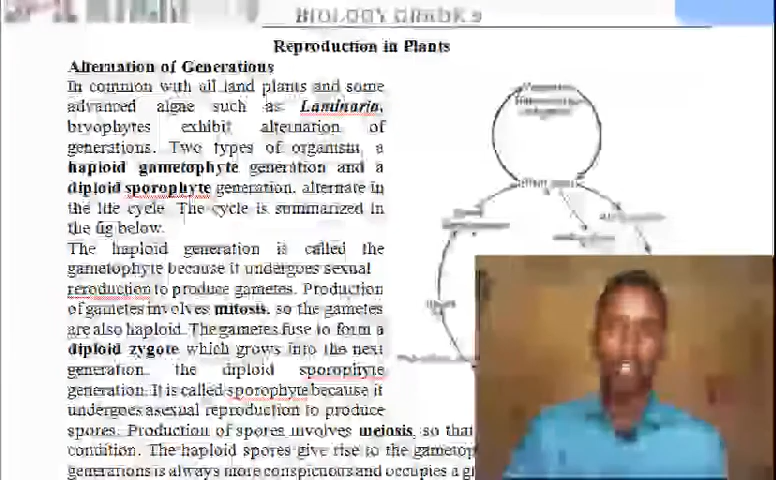 BIOLOGY GRADE 9
Reproduction in Plants
Alternation of Generations
In common with all land plants and some
advanced algae such as Laminaria,
bryophytes exhibit alternation of
generations. Two types of organism, a
haploid gametophyte generation and a
diploid sporophyte generation, alternate in
the life cycle. The cycle is summarized in
the fig below.
The haploid generation is called the
gametophyte because it undergoes sexual
reroduction to produce gametes. Production
of gametes involves mitosis, so the gametes
are also haploid. The gametes fuse to form a
diploid zygote which grows into the next
generation, the diploid sporophyte
generation. It is called sporophyte because it
undergoes asexual reproduction to produce
spores. Production of spores involves meiosis, so that
condition. The haploid spores give rise to the gametop
generations is always more conspicuous and occupies a